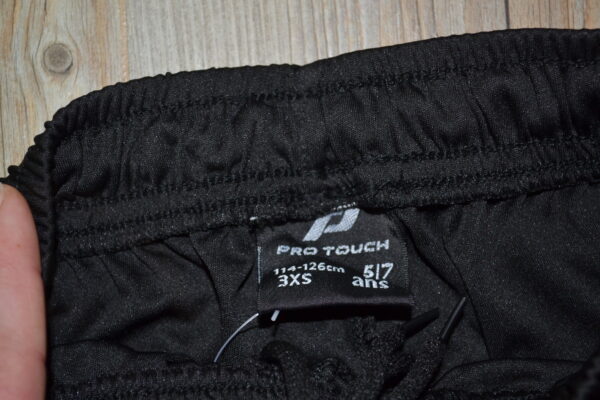 PRO TOUCH
114-126cm 5/7
3XS ans